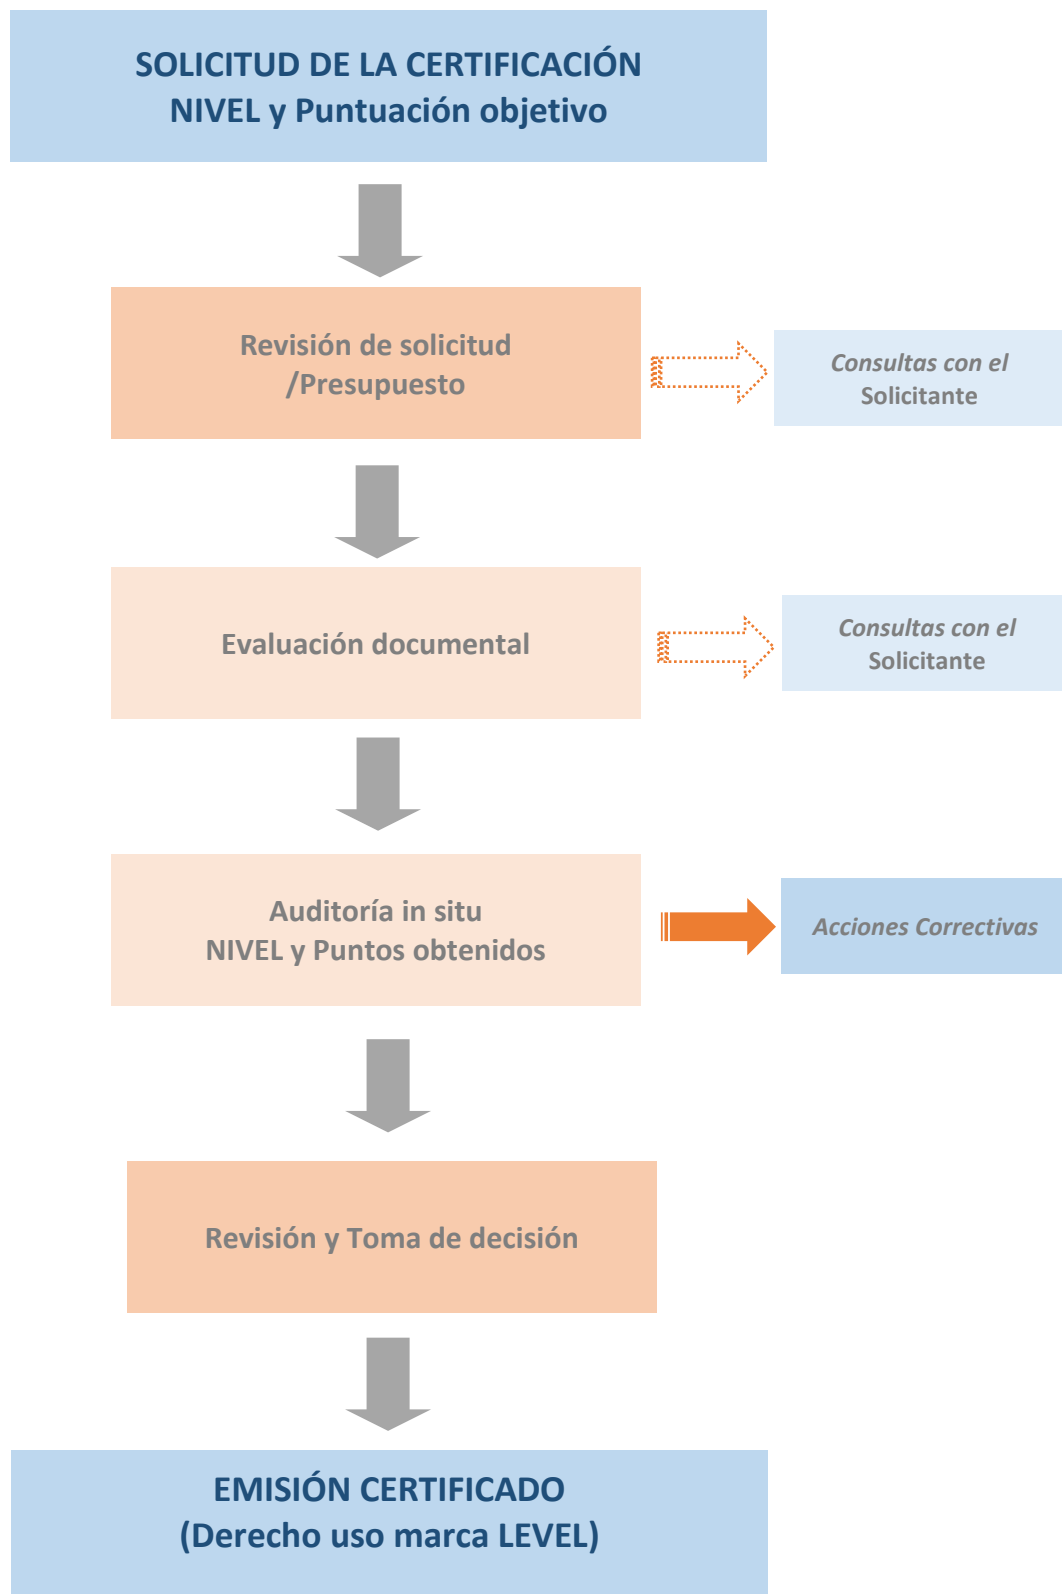 SOLICITUD DE LA CERTIFICACIÓN
NIVEL y Puntuación objetivo
Revisión de solicitud
/Presupuesto
Consultas con el
Solicitante
Evaluación documental
Consultas con el
Solicitante
Auditoría in situ
NIVEL y Puntos obtenidos
Acciones Correctivas
Revisión y Toma de decisión
EMISIÓN CERTIFICADO
(Derecho uso marca LEVEL)